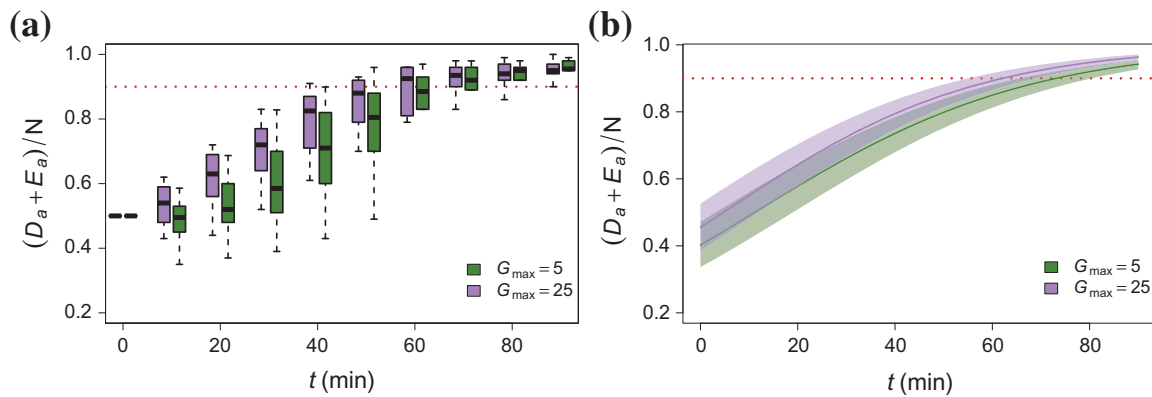 (a)
(D_a + E_a)/N
1.0
0.8
0.6
0.4
0.2
G_max = 5
G_max = 25
0 20 40 60 80
t (min)
(b)
(D_a + E_a)/N
1.0
0.8
0.6
0.4
0.2
G_max = 5
G_max = 25
0 20 40 60 80
t (min)